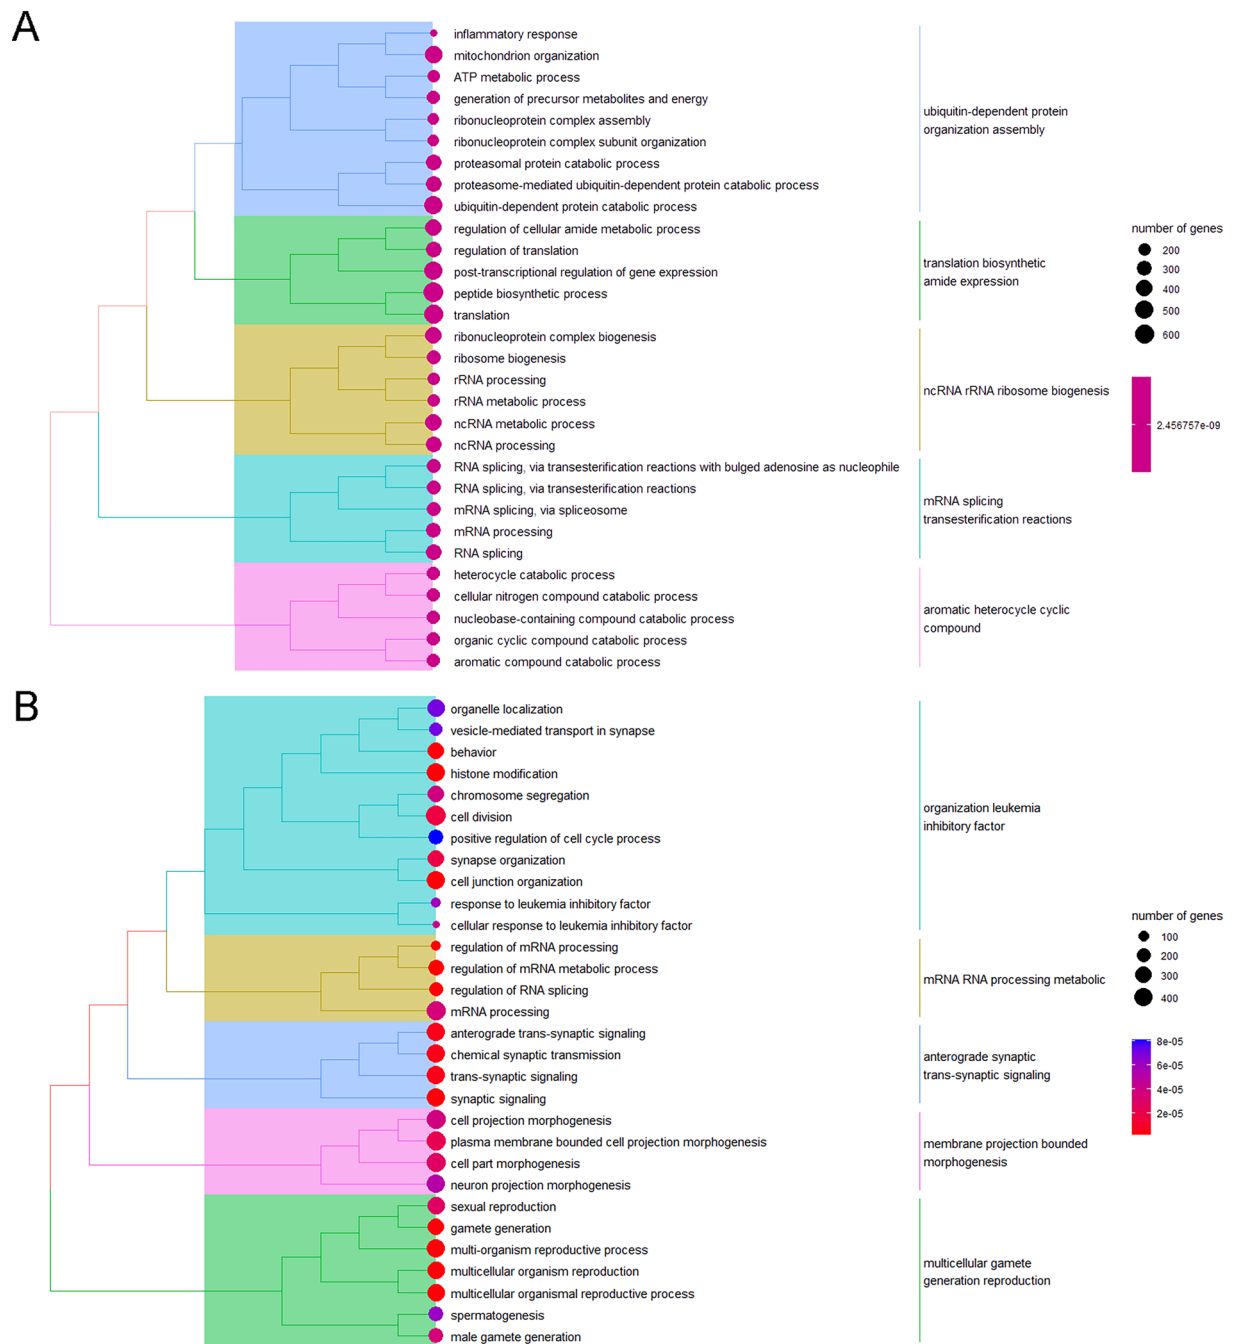 A
inflammatory response
mitochondrion organization
ATP metabolic process
generation of precursor metabolites and energy
ribonucleoprotein complex assembly
ribonucleoprotein complex subunit organization
proteasomal protein catabolic process
proteasome-mediated ubiquitin-dependent protein catabolic process
ubiquitin-dependent protein catabolic process
regulation of cellular amide metabolic process
regulation of translation
post-transcriptional regulation of gene expression
peptide biosynthetic process
translation
ribonucleoprotein complex biogenesis
ribosome biogenesis
rRNA processing
rRNA metabolic process
ncRNA metabolic process
ncRNA processing
RNA splicing, via transesterification reactions with bulged adenosine as nucleophile
RNA splicing, via transesterification reactions
mRNA splicing, via spliceosome
mRNA processing
RNA splicing
heterocycle catabolic process
cellular nitrogen compound catabolic process
nucleobase-containing compound catabolic process
organic cyclic compound catabolic process
aromatic compound catabolic process
ubiquitin-dependent protein
organization assembly
translation biosynthetic
amide expression
ncRNA rRNA ribosome biogenesis
mRNA splicing
transesterification reactions
aromatic heterocycle cyclic
compound
number of genes
200
300
400
500
600
2.456757e-09
B
organelle localization
vesicle-mediated transport in synapse
behavior
histone modification
chromosome segregation
cell division
positive regulation of cell cycle process
synapse organization
cell junction organization
response to leukemia inhibitory factor
cellular response to leukemia inhibitory factor
regulation of mRNA processing
regulation of mRNA metabolic process
regulation of RNA splicing
mRNA processing
anterograde trans-synaptic signaling
chemical synaptic transmission
trans-synaptic signaling
synaptic signaling
cell projection morphogenesis
plasma membrane bounded cell projection morphogenesis
cell part morphogenesis
neuron projection morphogenesis
sexual reproduction
gamete generation
multi-organism reproductive process
multicellular organism reproduction
multicellular organismal reproductive process
spermatogenesis
male gamete generation
organization leukemia
inhibitory factor
mRNA RNA processing metabolic
anterograde synaptic
trans-synaptic signaling
membrane projection bounded
morphogenesis
multicellular gamete
generation reproduction
number of genes
100
200
300
400
8e-05
6e-05
4e-05
2e-05